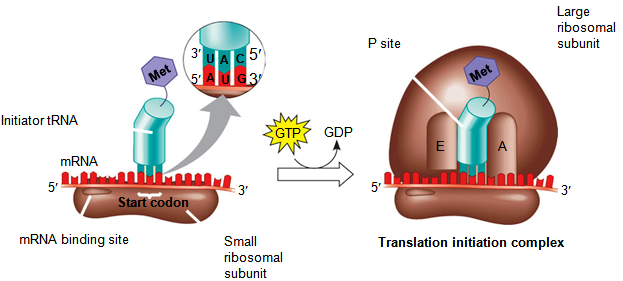 Met
3' U A C 5'
5' A U G 3'
Initiator tRNA
mRNA
5' 3'
Start codon
mRNA binding site
Small
ribosomal
subunit
GTP GDP
P site
Large
ribosomal
subunit
Met
E A
5' 3'
Translation initiation complex